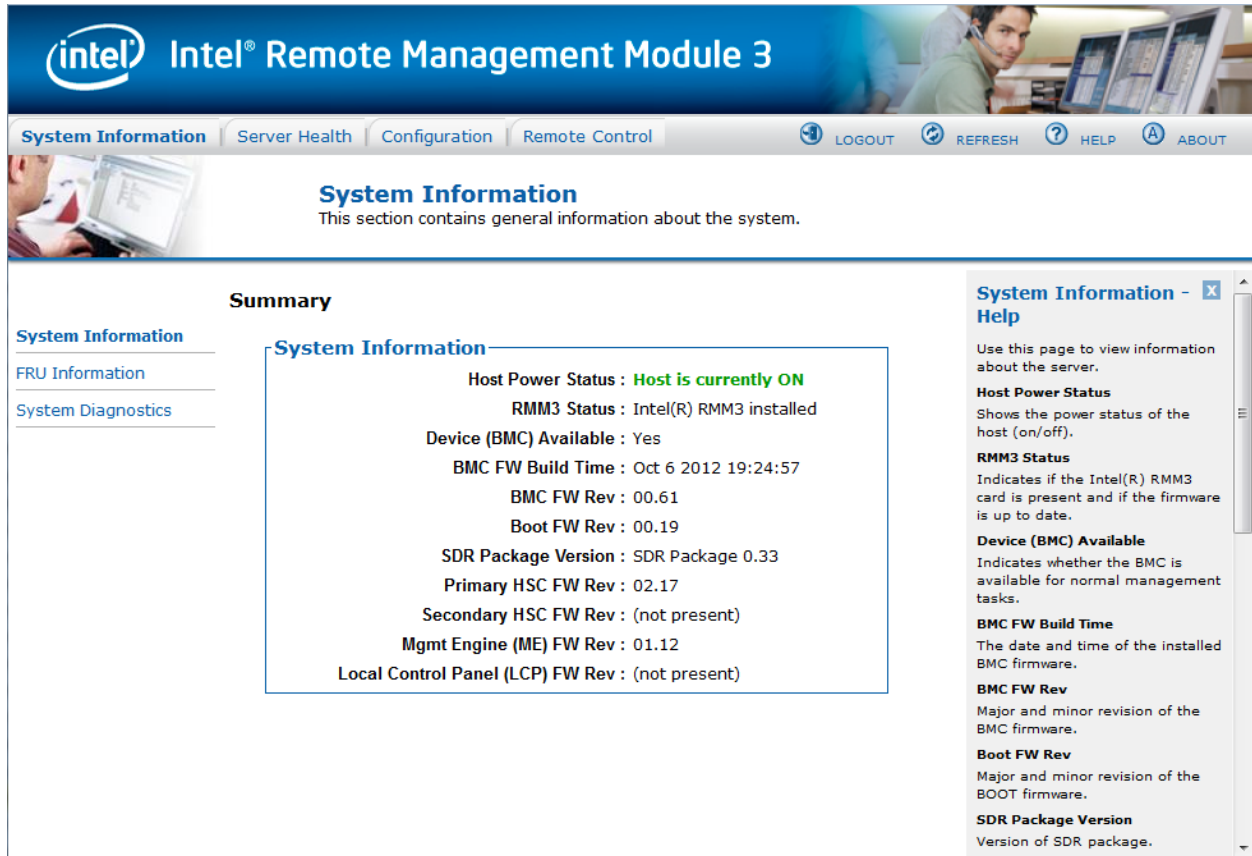 intel Intel® Remote Management Module 3
System Information Server Health Configuration Remote Control LOGOUT REFRESH HELP A ABOUT
System Information
This section contains general information about the system.
System Information
FRU Information
System Diagnostics
Summary
System Information
Host Power Status : Host is currently ON
RMM3 Status : Intel(R) RMM3 installed
Device (BMC) Available : Yes
BMC FW Build Time : Oct 6 2012 19:24:57
BMC FW Rev : 00.61
Boot FW Rev : 00.19
SDR Package Version : SDR Package 0.33
Primary HSC FW Rev : 02.17
Secondary HSC FW Rev : (not present)
Mgmt Engine (ME) FW Rev : 01.12
Local Control Panel (LCP) FW Rev : (not present)
System Information - x
Help
Use this page to view information
about the server.
Host Power Status
Shows the power status of the
host (on/off).
RMM3 Status
Indicates if the Intel(R) RMM3
card is present and if the firmware
is up to date.
Device (BMC) Available
Indicates whether the BMC is
available for normal management
tasks.
BMC FW Build Time
The date and time of the installed
BMC firmware.
BMC FW Rev
Major and minor revision of the
BMC firmware.
Boot FW Rev
Major and minor revision of the
BOOT firmware.
SDR Package Version
Version of SDR package.